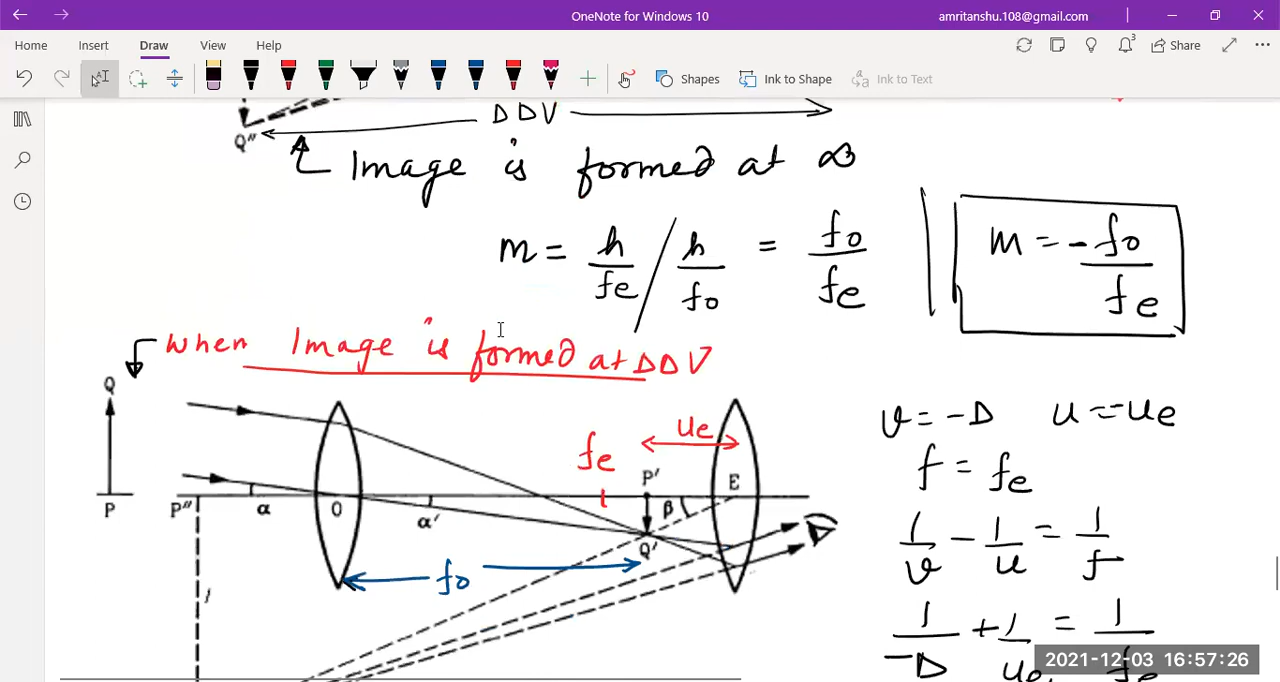 OneNote for Windows 10
amritanshu.108@gmail.com
Home Insert Draw View Help
Share
Shapes
Ink to Shape
Ink to Text
Q"
DDV
Image is formed at ∞
m = h/fe / h/fo = fo/fe
m = -fo/fe
When Image is formed at DDV
Q
P
P"
α
O
α'
fe
ue
P'
β
E
Q'
fo
v = -D u = -ue
f = fe
1/v - 1/u = 1/f
1/-D + 1/ue = 1/fe
2021-12-03 16:57:26